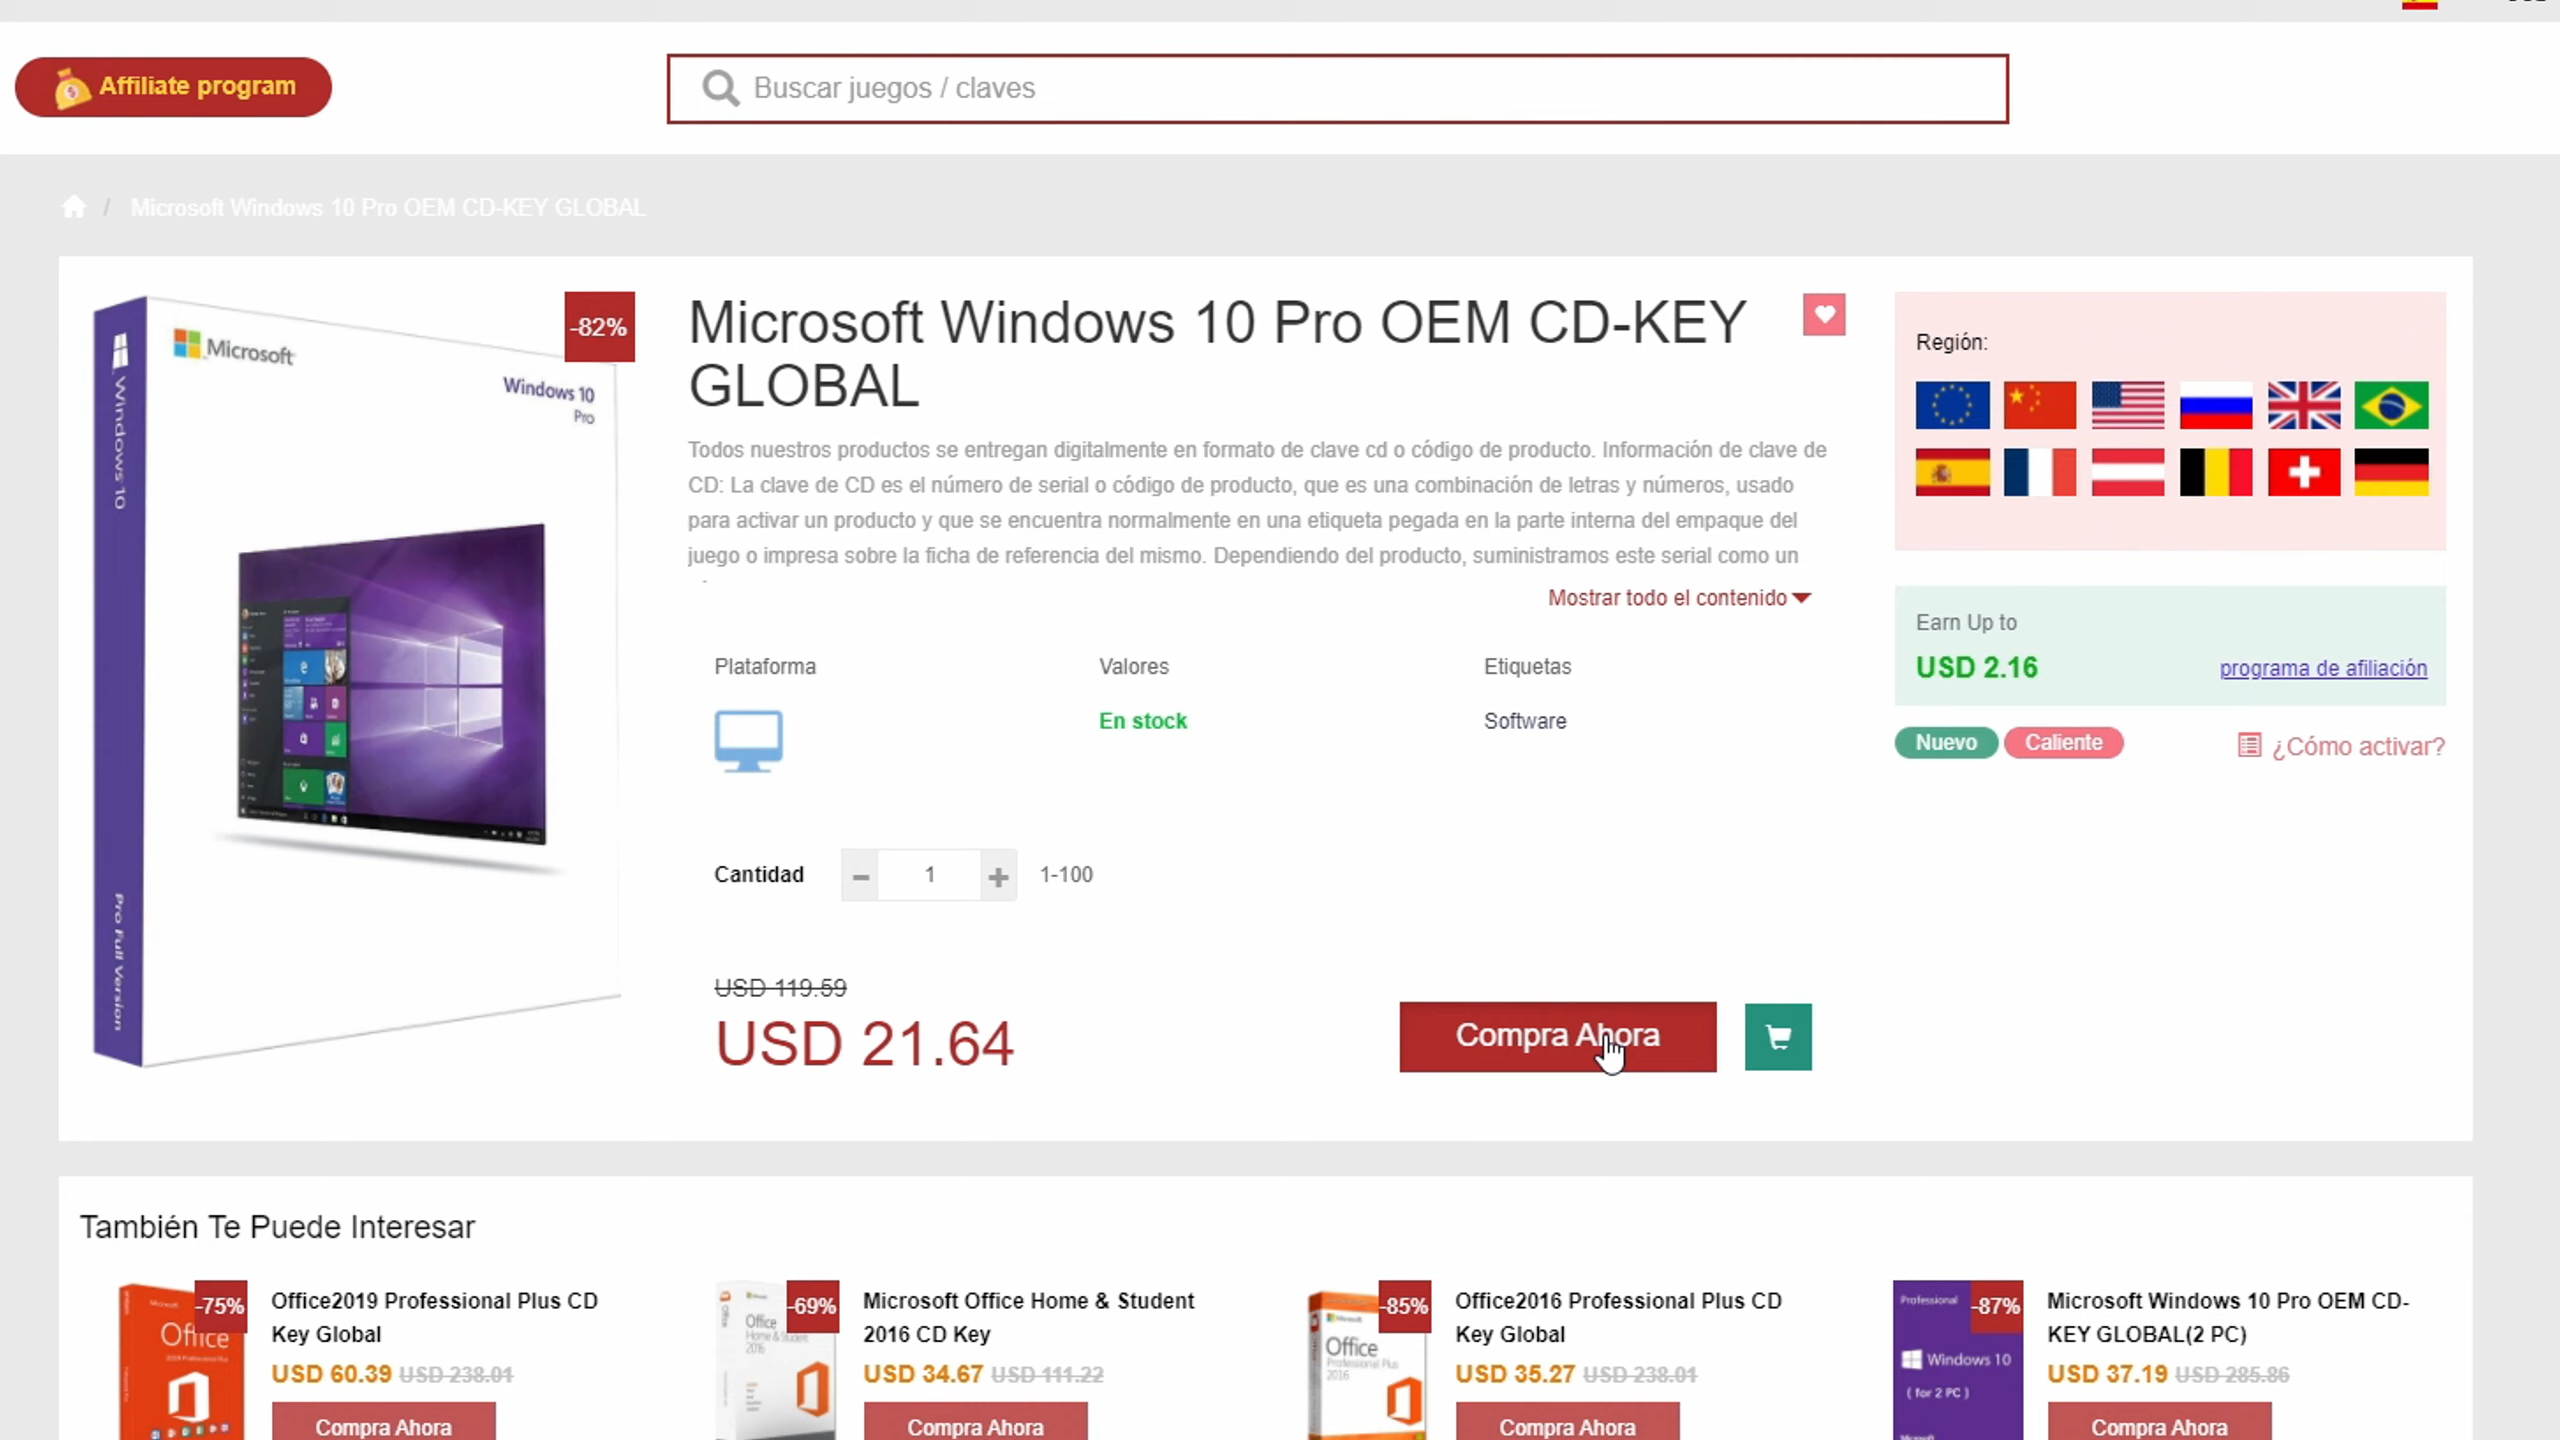 Affiliate program
Buscar juegos / claves
/ Microsoft Windows 10 Pro OEM CD-KEY GLOBAL
-82%
Microsoft
Windows 10
Pro
Windows 10
Pro Full Version
Microsoft Windows 10 Pro OEM CD-KEY
GLOBAL
Todos nuestros productos se entregan digitalmente en formato de clave cd o código de producto. Información de clave de
CD: La clave de CD es el número de serial o código de producto, que es una combinación de letras y números, usado
para activar un producto y que se encuentra normalmente en una etiqueta pegada en la parte interna del empaque del
juego o impresa sobre la ficha de referencia del mismo. Dependiendo del producto, suministramos este serial como un
Mostrar todo el contenido
Plataforma
Valores
Etiquetas
En stock
Software
Cantidad
1
1-100
USD 119.59
USD 21.64
Compra Ahora
Región:
Earn Up to
USD 2.16
programa de afiliación
Nuevo
Caliente
¿Cómo activar?
También Te Puede Interesar
-75%
Office
Office2019 Professional Plus CD
Key Global
USD 60.39 USD 238.01
Compra Ahora
-69%
Office
Home & Student
2016
Microsoft Office Home & Student
2016 CD Key
USD 34.67 USD 111.22
Compra Ahora
-85%
Office
Professional Plus
2016
Office2016 Professional Plus CD
Key Global
USD 35.27 USD 238.01
Compra Ahora
Professional
-87%
Windows 10
( for 2 PC )
Microsoft Windows 10 Pro OEM CD-
KEY GLOBAL(2 PC)
USD 37.19 USD 285.86
Compra Ahora